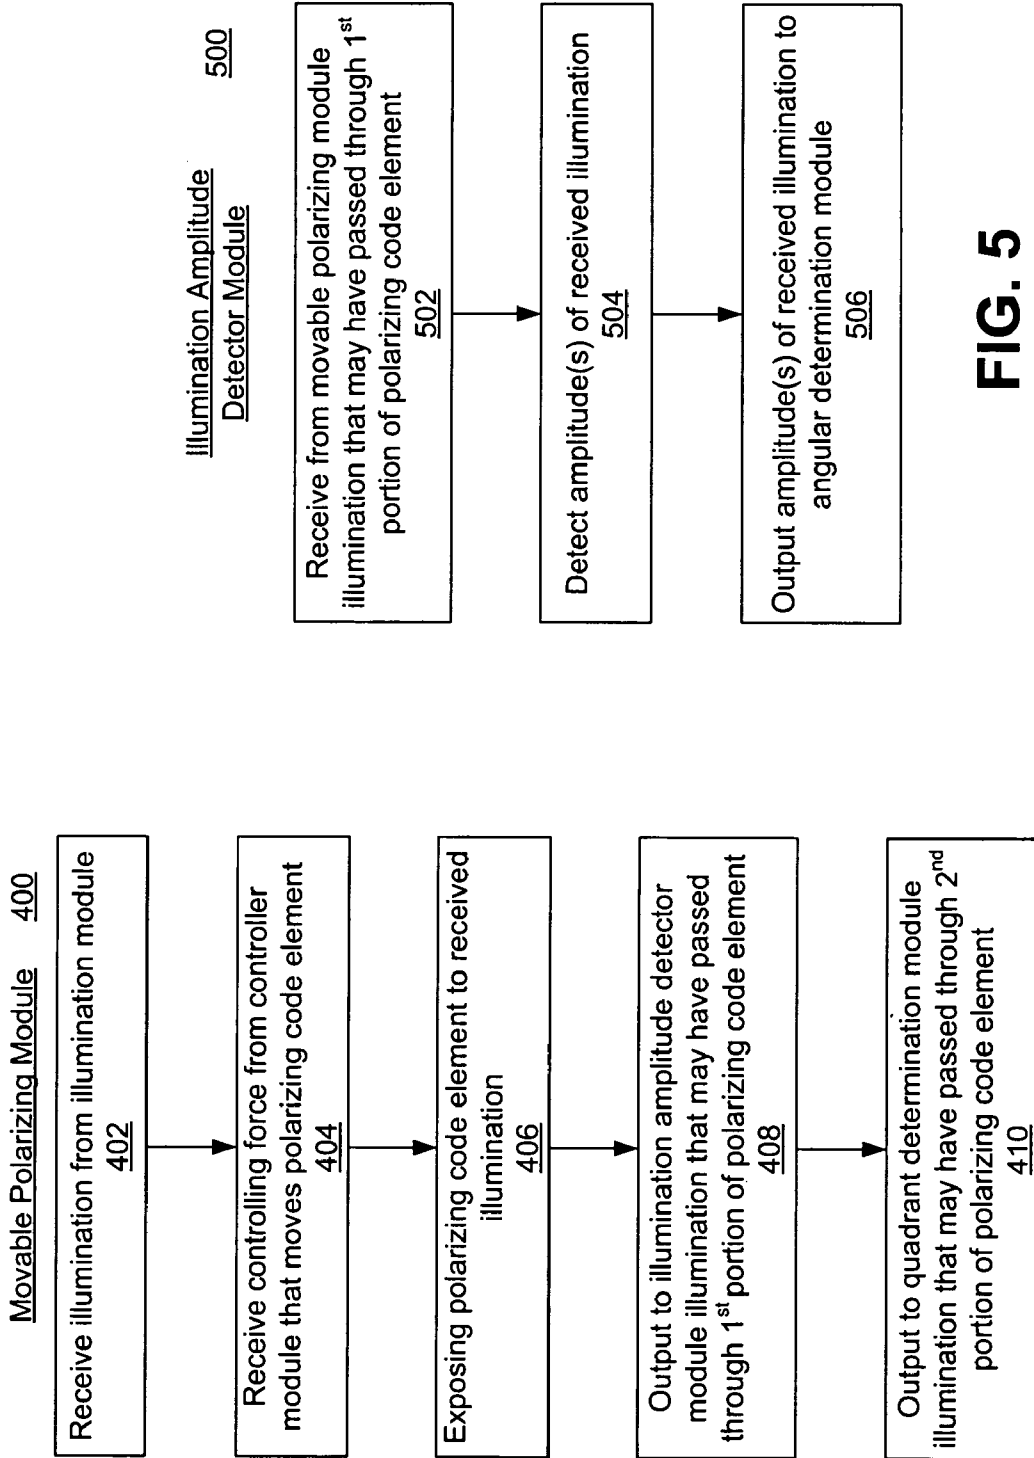 Movable Polarizing Module 400
Receive illumination from illumination module
402
Receive controlling force from controller
module that moves polarizing code element
404
Exposing polarizing code element to received
illumination
406
Output to illumination amplitude detector
module illumination that may have passed
through 1st portion of polarizing code element
408
Output to quadrant determination module
illumination that may have passed through 2nd
portion of polarizing code element
410
Illumination Amplitude
Detector Module 500
Receive from movable polarizing module
illumination that may have passed through 1st
portion of polarizing code element
502
Detect amplitude(s) of received illumination
504
Output amplitude(s) of received illumination to
angular determination module
506
FIG. 5